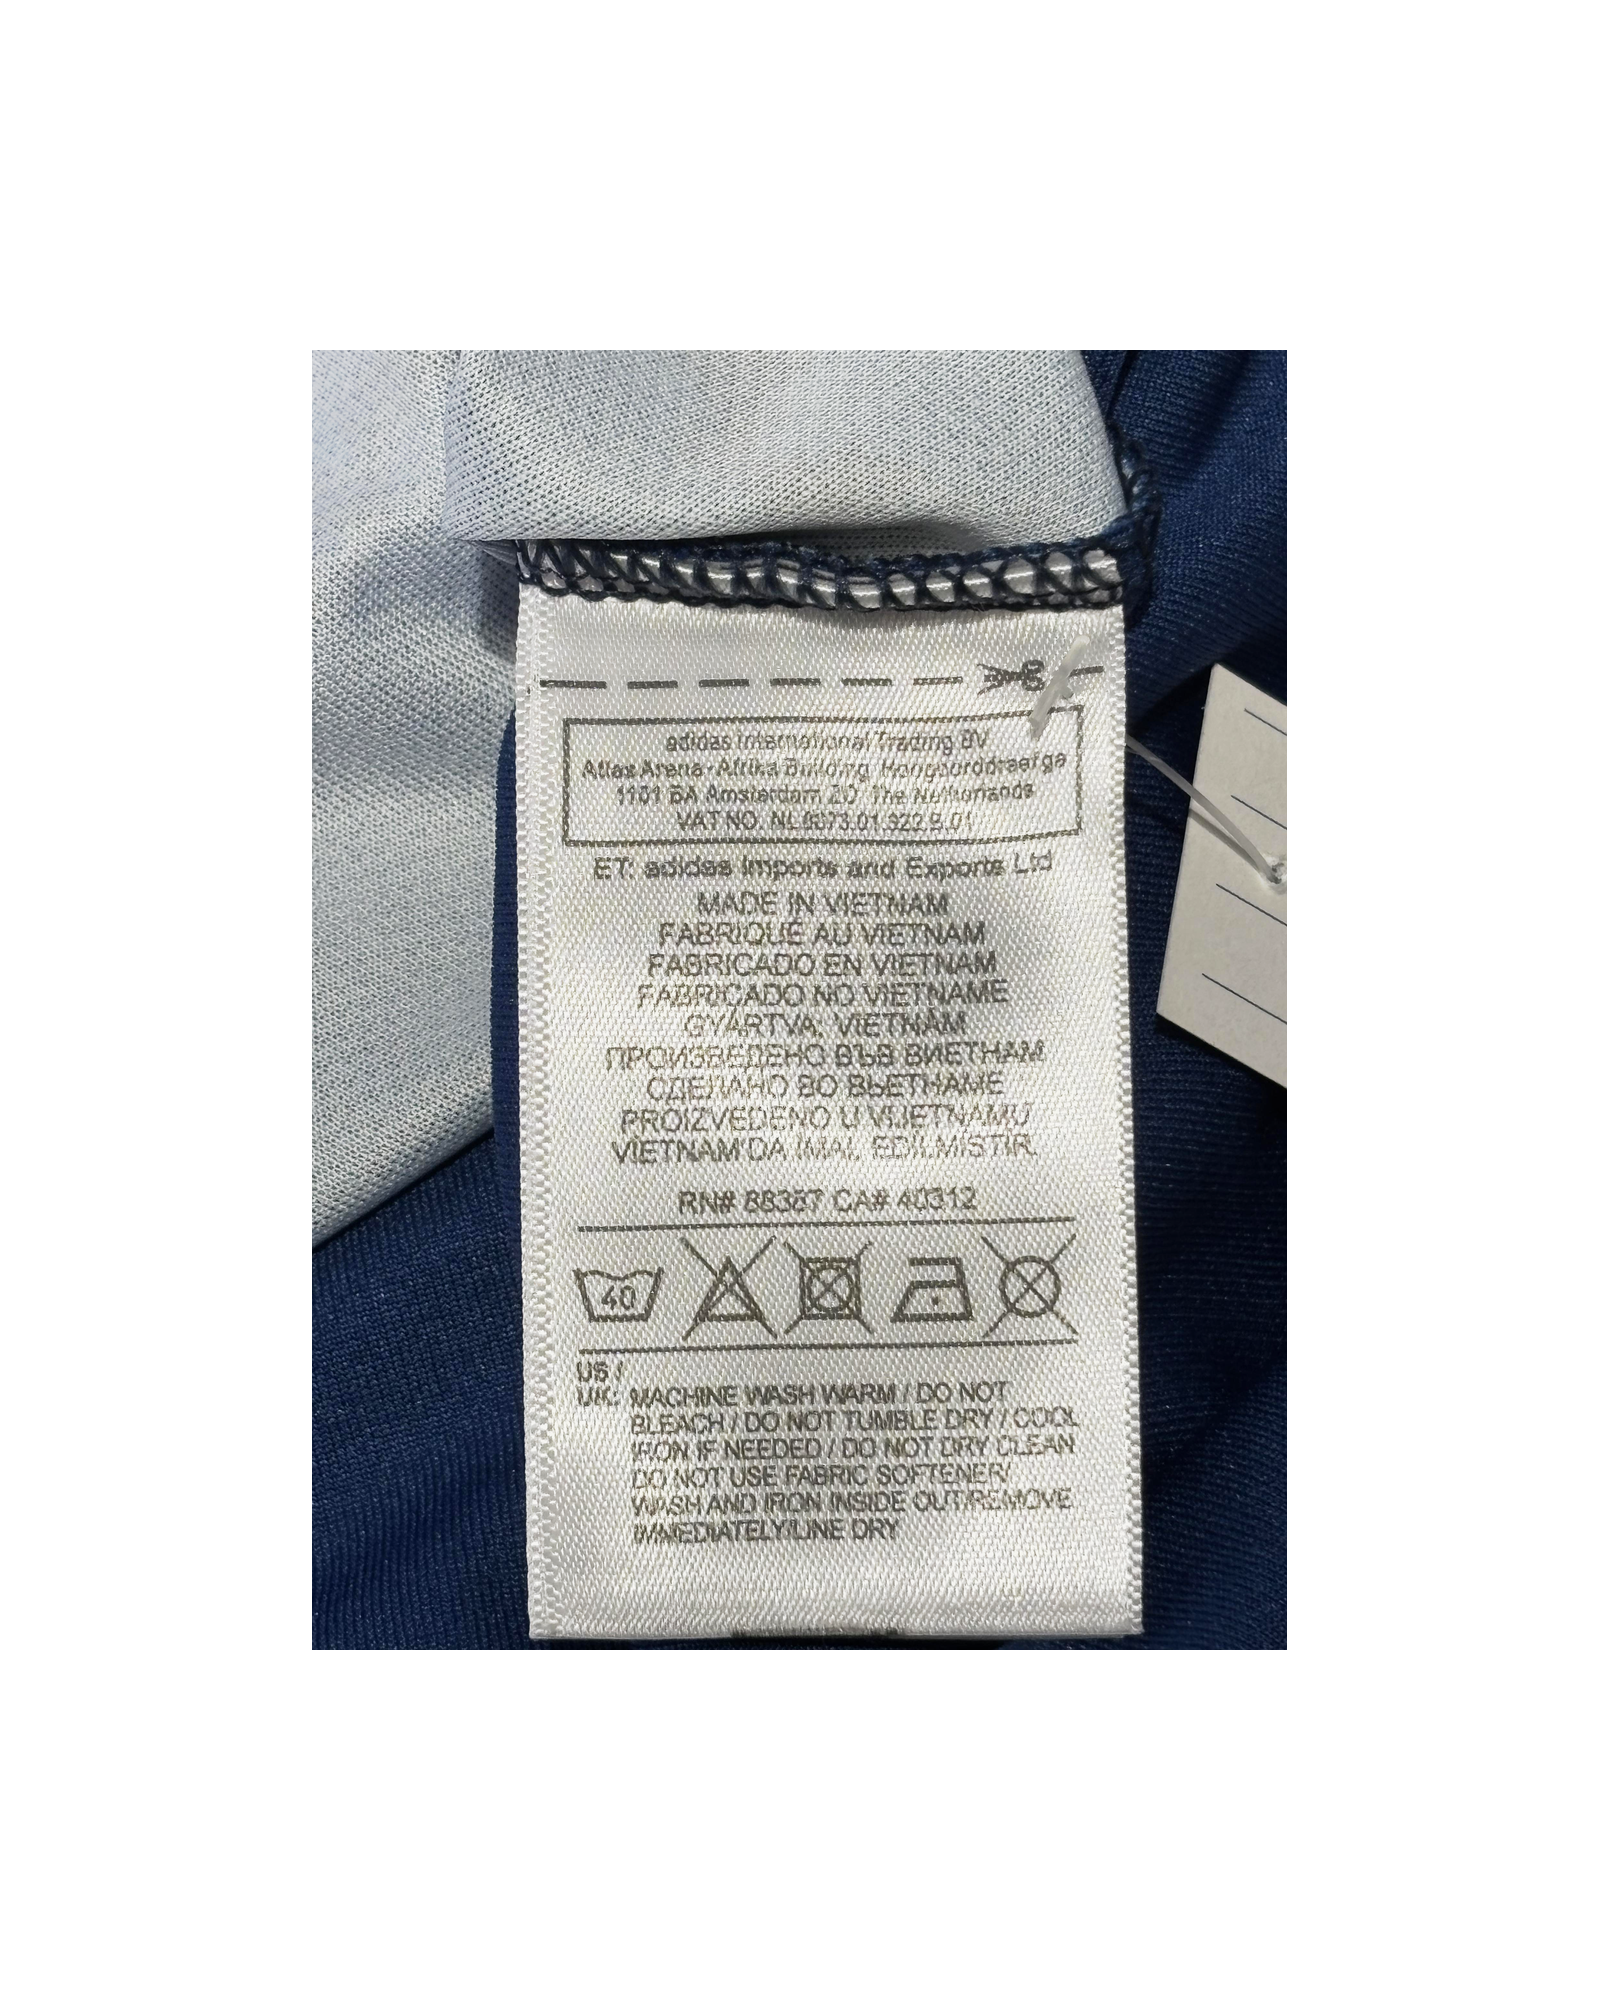 adidas International Trading BV
Atlas Arena-Afrika Building, Hoogoorddreef 9a
1101 BA Amsterdam ZO The Netherlands
VAT NO. NL8073.01.322.B.01
ET: adidas Imports and Exports Ltd
MADE IN VIETNAM
FABRIQUÉ AU VIETNAM
FABRICADO EN VIETNAM
FABRICADO NO VIETNAME
GYÁRTVA: VIETNÁM
ПРОИЗВЕДЕНО ВЪВ ВИЕТНАМ
СДЕЛАНО ВО ВЬЕТНАМЕ
PROIZVEDENO U VIJETNAMU
VIETNAM'DA IMAL EDILMISTIR.
RN# 88387 CA# 40312
40
US /
UK: MACHINE WASH WARM / DO NOT
BLEACH / DO NOT TUMBLE DRY / COOL
IRON IF NEEDED / DO NOT DRY CLEAN
DO NOT USE FABRIC SOFTENER/
WASH AND IRON INSIDE OUT/REMOVE
IMMEDIATELY/LINE DRY